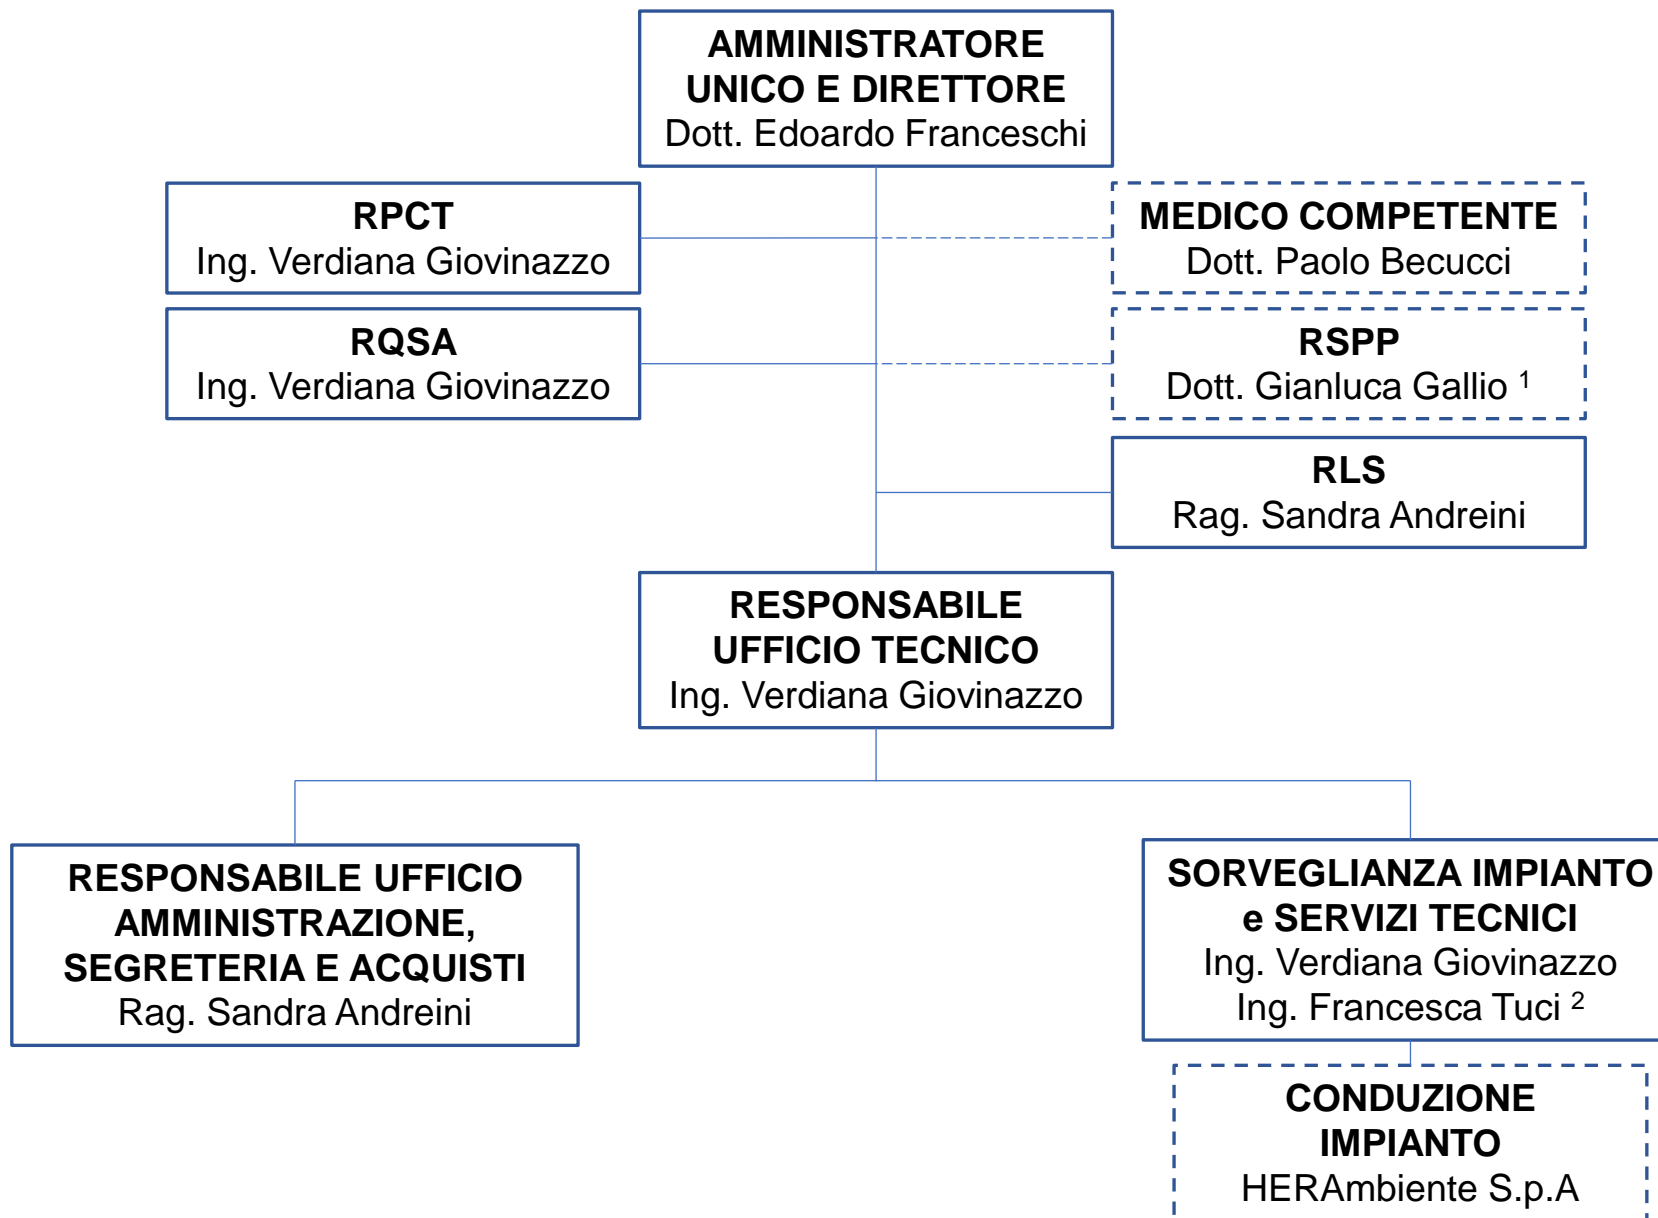 AMMINISTRATORE
UNICO E DIRETTORE
Dott. Edoardo Franceschi
RPCT
Ing. Verdiana Giovinazzo
MEDICO COMPETENTE
Dott. Paolo Becucci
RQSA
Ing. Verdiana Giovinazzo
RSPP
Dott. Gianluca Gallio ¹
RLS
Rag. Sandra Andreini
RESPONSABILE
UFFICIO TECNICO
Ing. Verdiana Giovinazzo
RESPONSABILE UFFICIO
AMMINISTRAZIONE,
SEGRETERIA E ACQUISTI
Rag. Sandra Andreini
SORVEGLIANZA IMPIANTO
e SERVIZI TECNICI
Ing. Verdiana Giovinazzo
Ing. Francesca Tuci ²
CONDUZIONE
IMPIANTO
HERAmbiente S.p.A